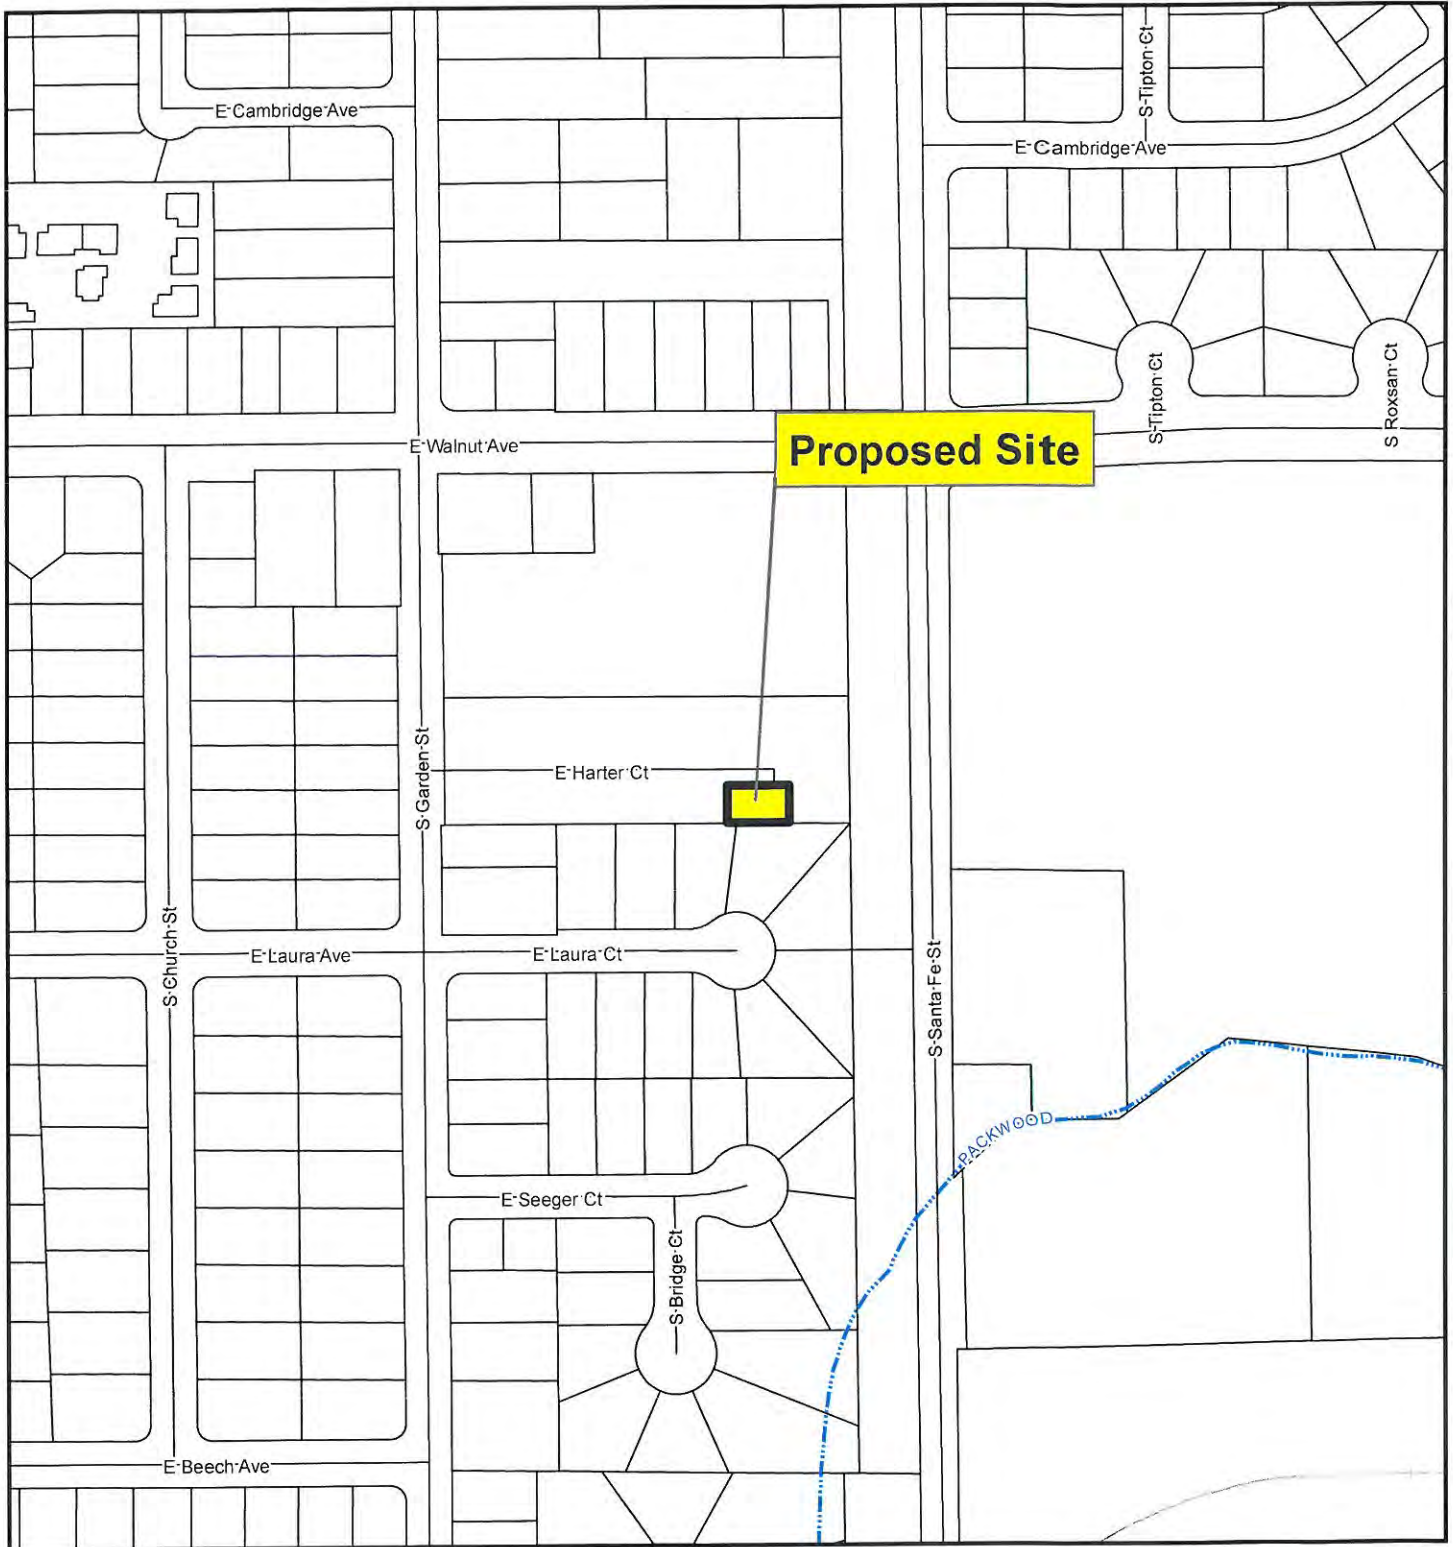 S Tipton Ct
E Cambridge Ave
E Cambridge Ave
S Tipton Ct
S Roxsan Ct
E Walnut Ave
Proposed Site
S Garden St
E Harter Ct
S Church St
E Laura Ave
E Laura Ct
S Santa Fe St
PACKWOOD
E Seeger Ct
S Bridge Ct
E Beech Ave